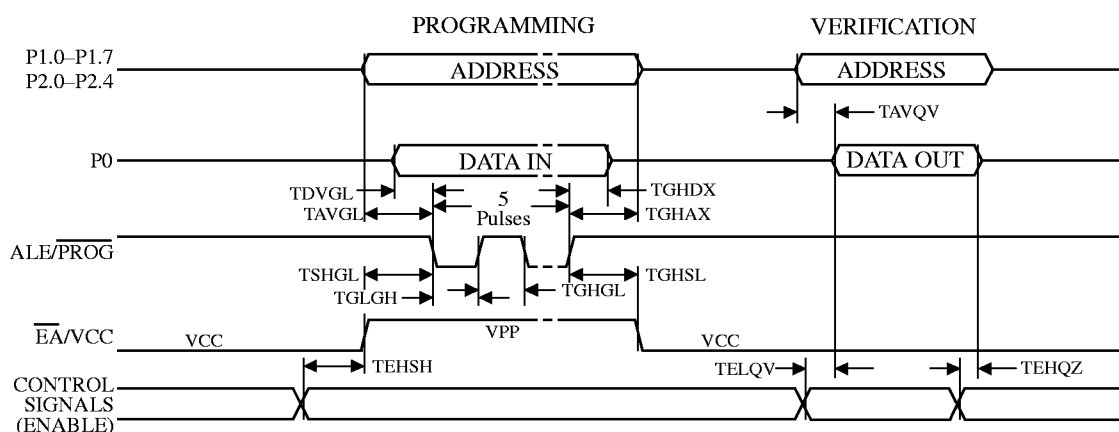 PROGRAMMING VERIFICATION
P1.0–P1.7
P2.0–P2.4
ADDRESS ADDRESS
TAVQV
P0 DATA IN DATA OUT
TDVGL 5 TGHDX
TAVGL Pulses TGHAX
ALE/PROG
TSHGL TGHSL
TGLGH TGHGL
EA/VCC VCC VPP VCC
TEHSH TELQV TEHQZ
CONTROL
SIGNALS
(ENABLE)